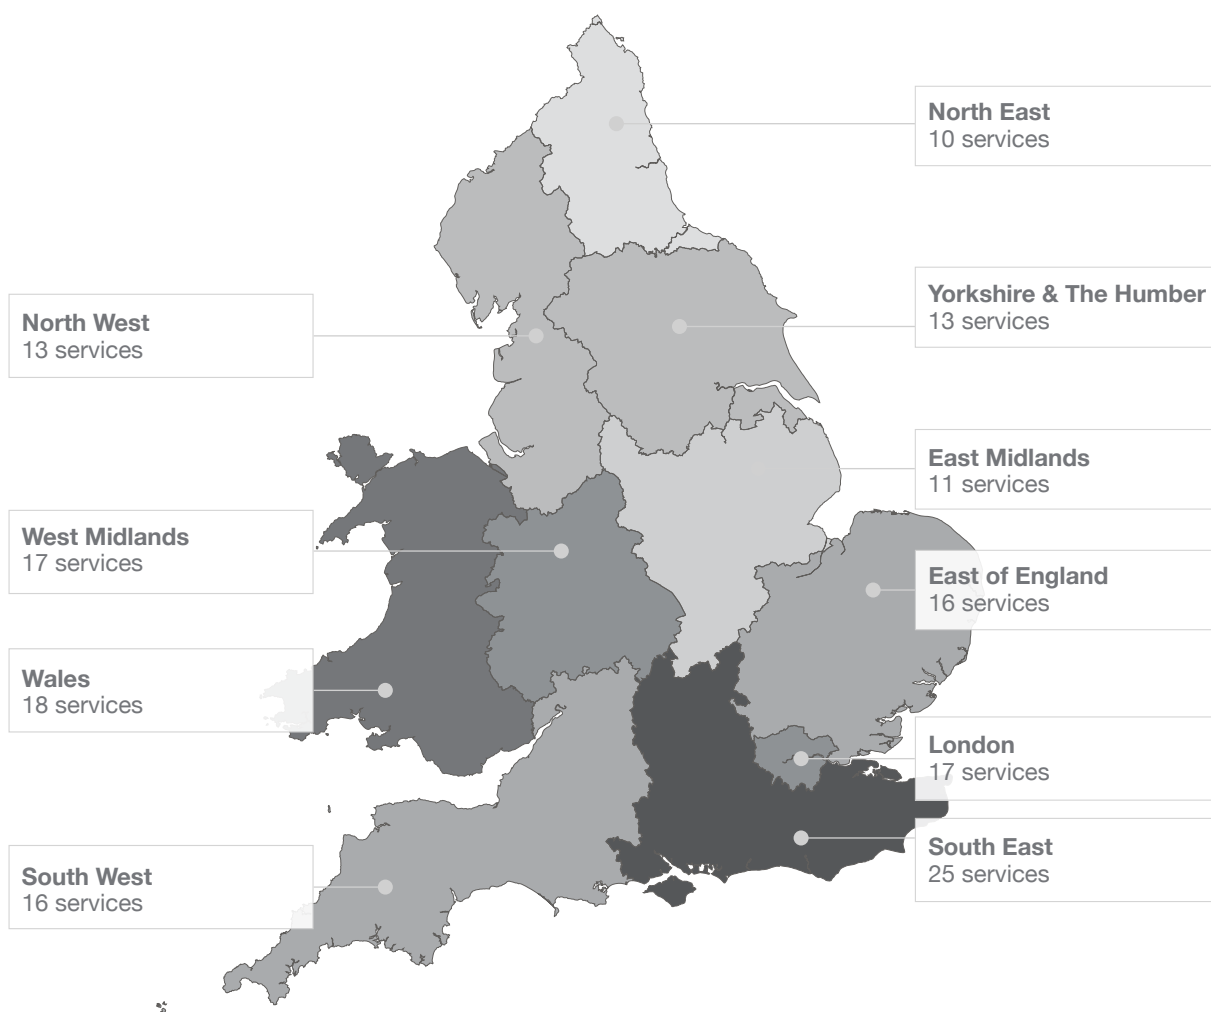 North East
10 services
Yorkshire & The Humber
13 services
North West
13 services
East Midlands
11 services
West Midlands
17 services
East of England
16 services
Wales
18 services
London
17 services
South East
25 services
South West
16 services